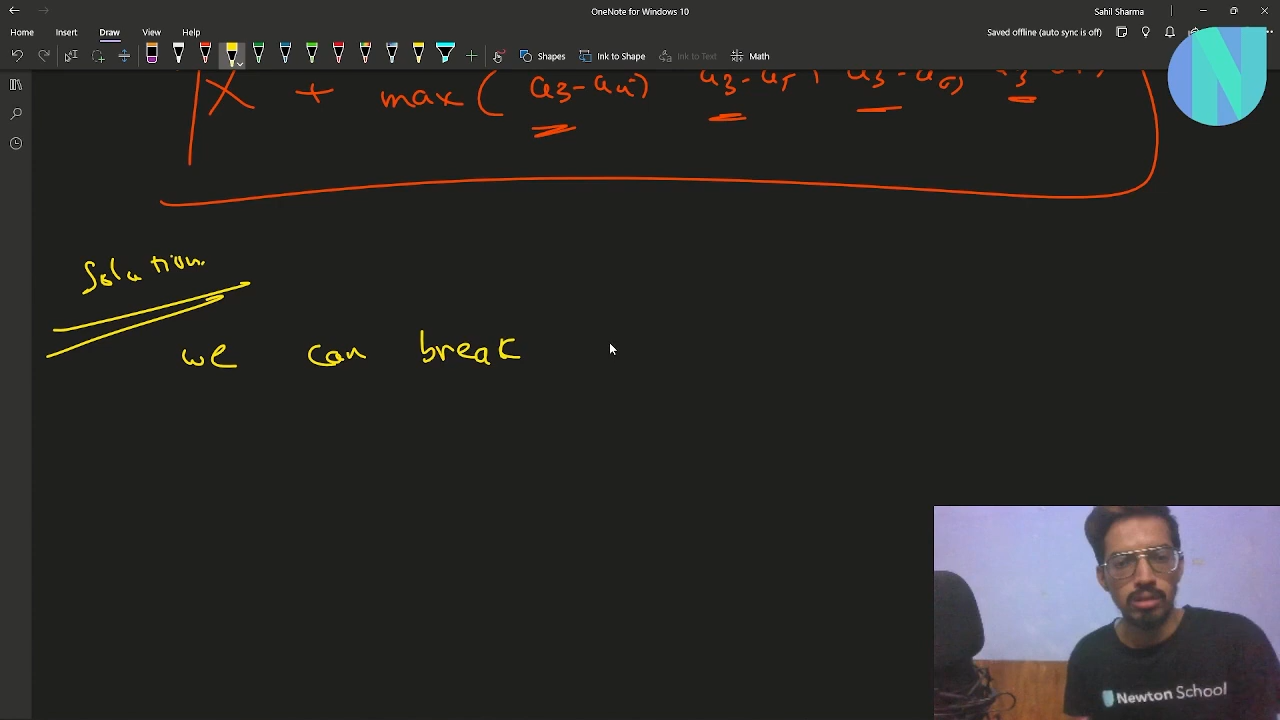 OneNote for Windows 10
Sahil Sharma
Home Insert Draw View Help
Saved offline (auto sync is off)
Shapes Ink to Shape Ink to Text Math
X + max ( a3-a4,
Solution.
we can break
Newton School